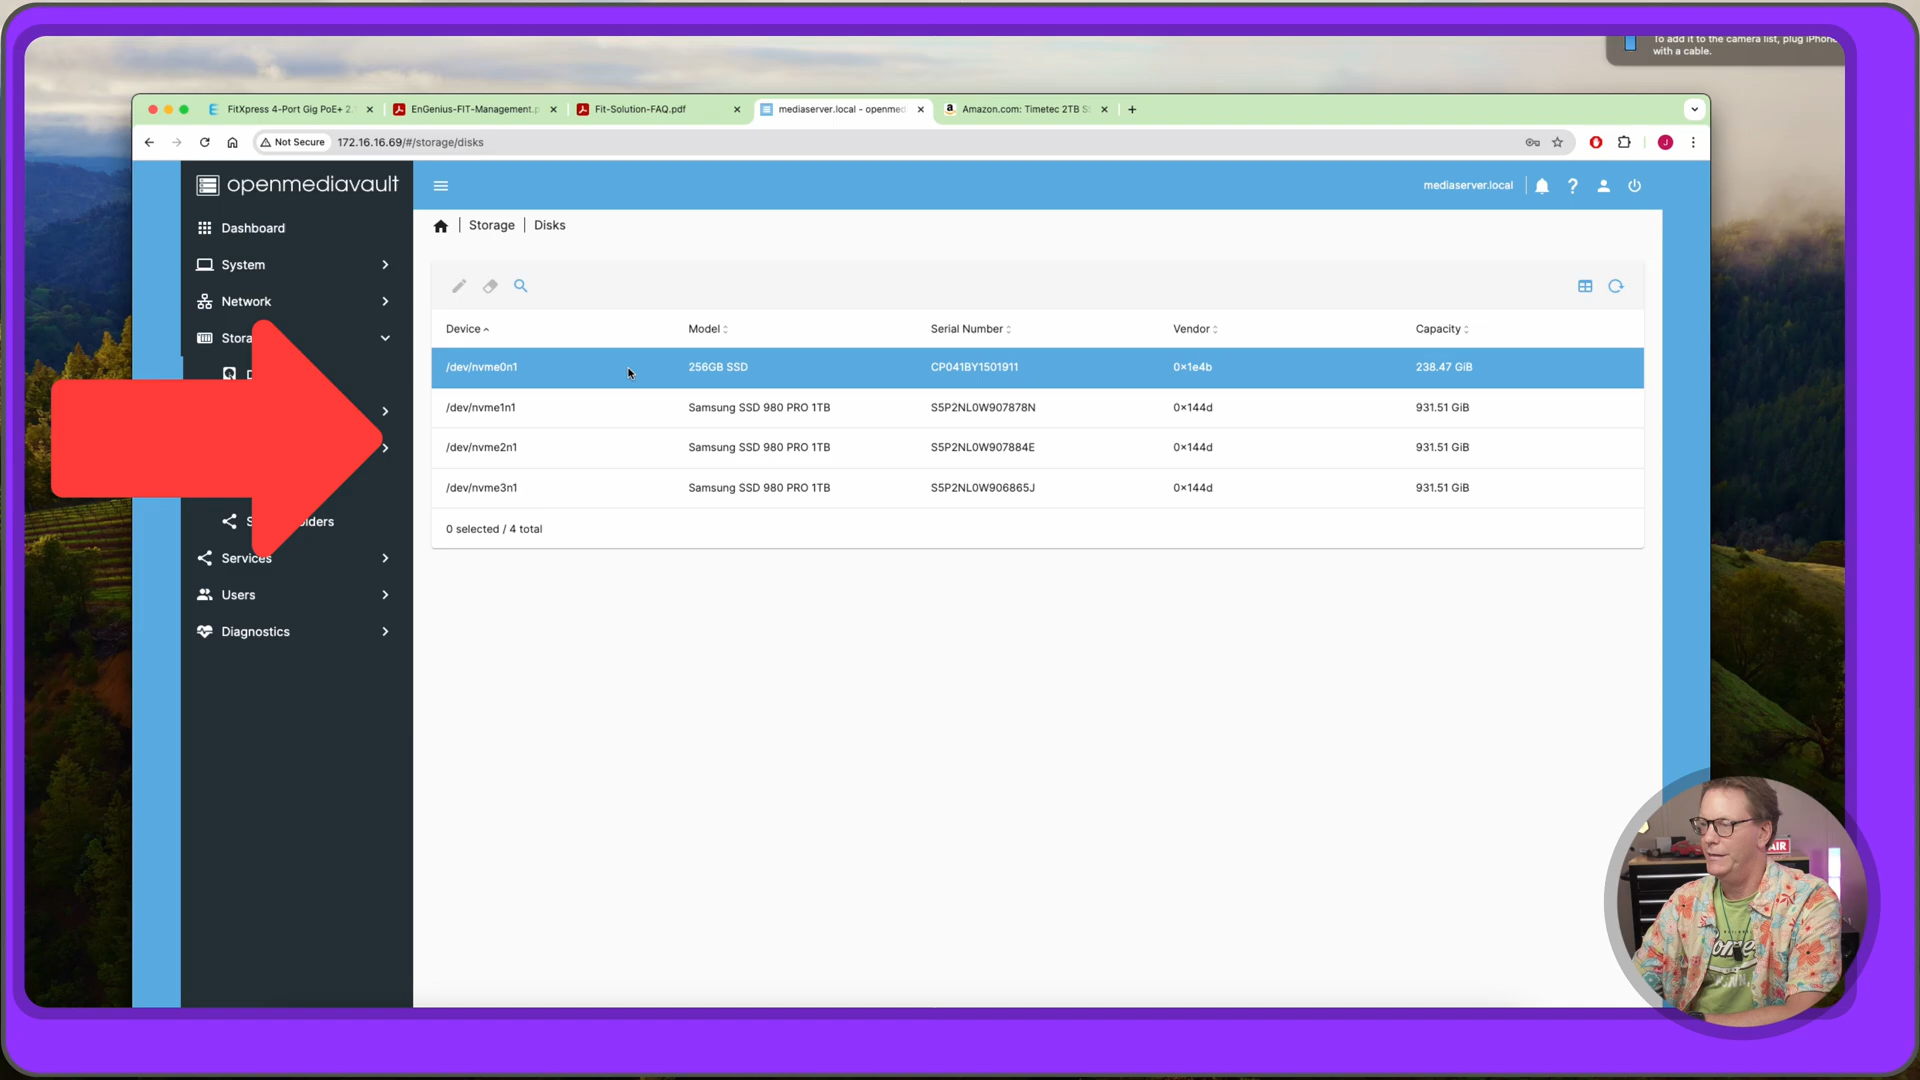 To add it to the camera list, plug iPhone
with a cable.
FitXpress 4-Port Gig PoE+ 2.
EnGenius-FIT-Management.p
Fit-Solution-FAQ.pdf
mediaserver.local - openmed
Amazon.com: Timetec 2TB S
Not Secure
172.16.16.69/#/storage/disks
J
openmediavault
mediaserver.local
Dashboard
System
Network
Stora
Services
Users
Diagnostics
Storage | Disks
Device Model Serial Number Vendor Capacity
/dev/nvme0n1 256GB SSD CP041BY1501911 0x1e4b 238.47 GiB
/dev/nvme1n1 Samsung SSD 980 PRO 1TB S5P2NL0W907878N 0x144d 931.51 GiB
/dev/nvme2n1 Samsung SSD 980 PRO 1TB S5P2NL0W907884E 0x144d 931.51 GiB
/dev/nvme3n1 Samsung SSD 980 PRO 1TB S5P2NL0W906865J 0x144d 931.51 GiB
0 selected / 4 total
AIR